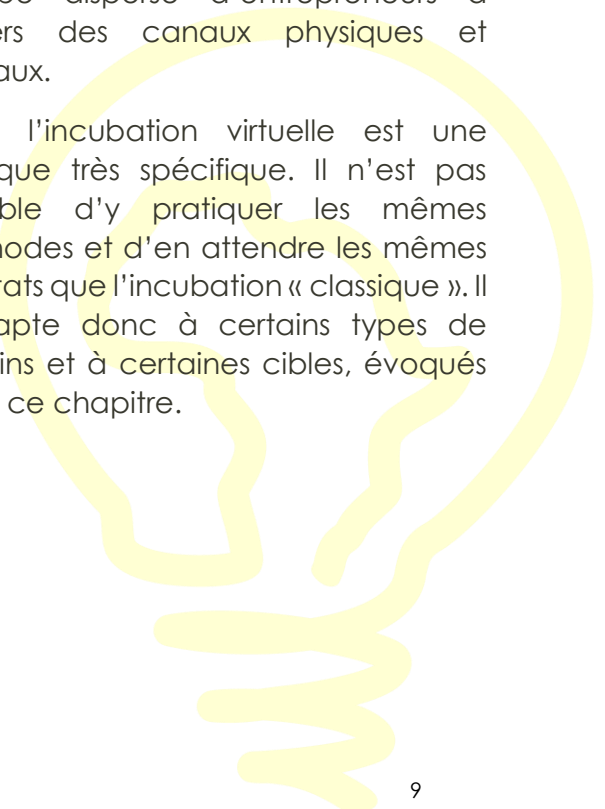 disperse d'entrepreneurs à
des canaux physiques et
l'incubation virtuelle est une
que très spécifique. Il n'est pas
ble d'y pratiquer les mêmes
nodes et d'en attendre les mêmes
ats que l'incubation « classique ». Il
apte donc à certains types de
ins et à certaines cibles, évoqués
ce chapitre.
9